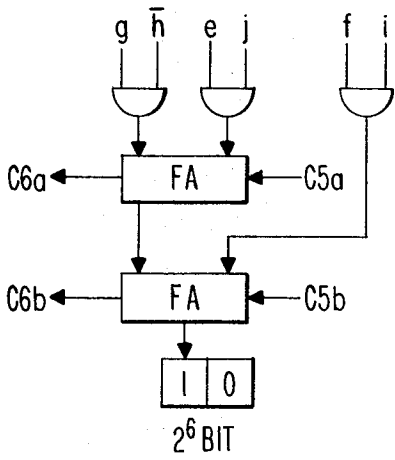 g h̅ e j f i
C6a FA C5a
C6b FA C5b
1 0
2⁶ BIT